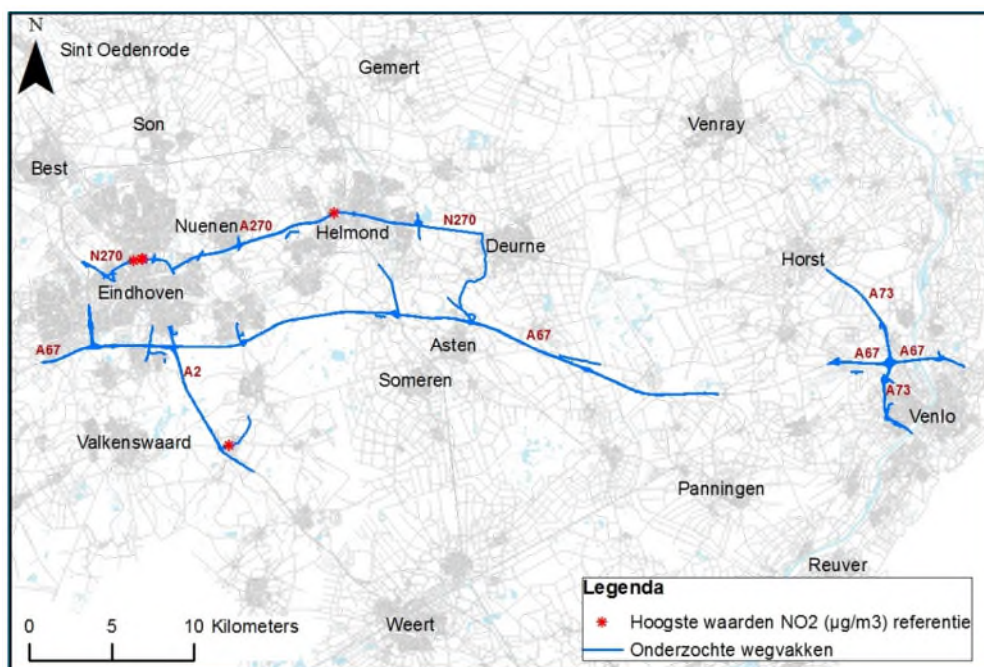 N
Sint Oedenrode
Gemert
Son
Venray
Best
Nuenen
A270
N270
Helmond
Deurne
N270
Horst
Eindhoven
A73
A67
Asten
A67
A67
A67
A2
Someren
A73
Venlo
Valkenswaard
Panningen
Reuver
Weert
0 5 10 Kilometers
Legenda
Hoogste waarden NO2 (µg/m3) referentie
Onderzochte wegvakken